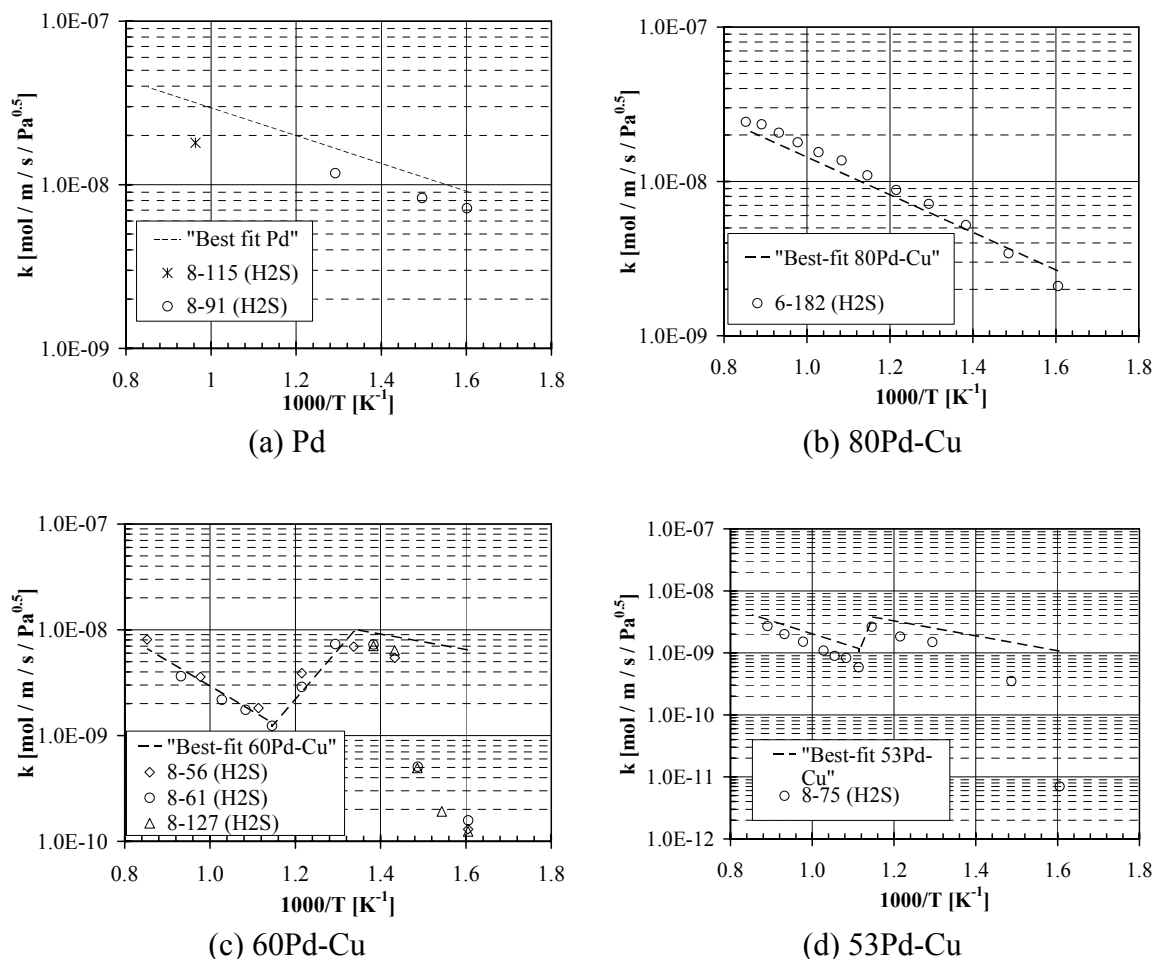 1.0E-07
1.0E-08
1.0E-09
k [mol / m / s / Pa0.5]
"Best fit Pd"
8-115 (H2S)
8-91 (H2S)
0.8 1 1.2 1.4 1.6 1.8
1000/T [K-1]
(a) Pd
1.0E-07
1.0E-08
1.0E-09
k [mol / m / s / Pa0.5]
"Best-fit 80Pd-Cu"
6-182 (H2S)
0.8 1.0 1.2 1.4 1.6 1.8
1000/T [K-1]
(b) 80Pd-Cu
1.0E-07
1.0E-08
1.0E-09
1.0E-10
k [mol / m / s / Pa0.5]
"Best-fit 60Pd-Cu"
8-56 (H2S)
8-61 (H2S)
8-127 (H2S)
0.8 1.0 1.2 1.4 1.6 1.8
1000/T [K-1]
(c) 60Pd-Cu
1.0E-07
1.0E-08
1.0E-09
1.0E-10
1.0E-11
1.0E-12
k [mol / m / s / Pa0.5]
"Best-fit 53Pd-
Cu"
8-75 (H2S)
0.8 1.0 1.2 1.4 1.6 1.8
1000/T [K-1]
(d) 53Pd-Cu